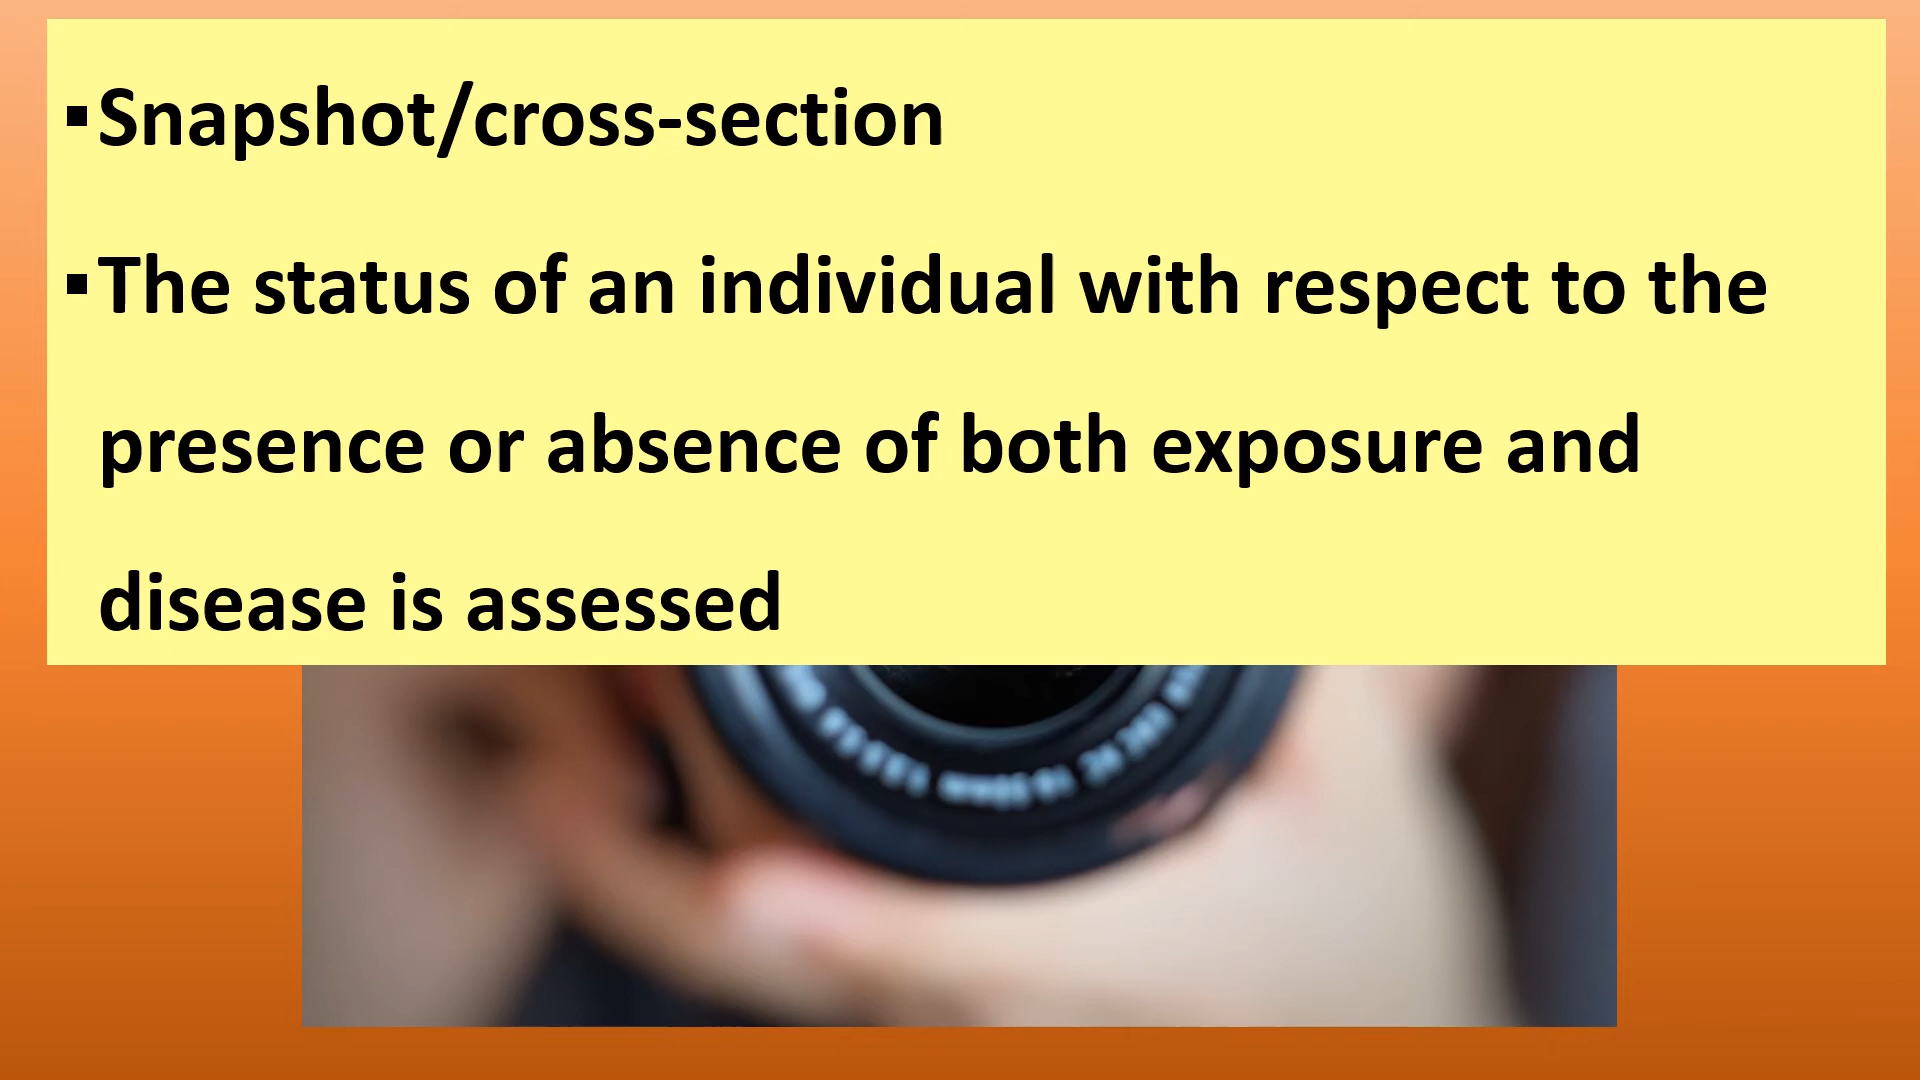 ▪Snapshot/cross-section
▪The status of an individual with respect to the
presence or absence of both exposure and
disease is assessed